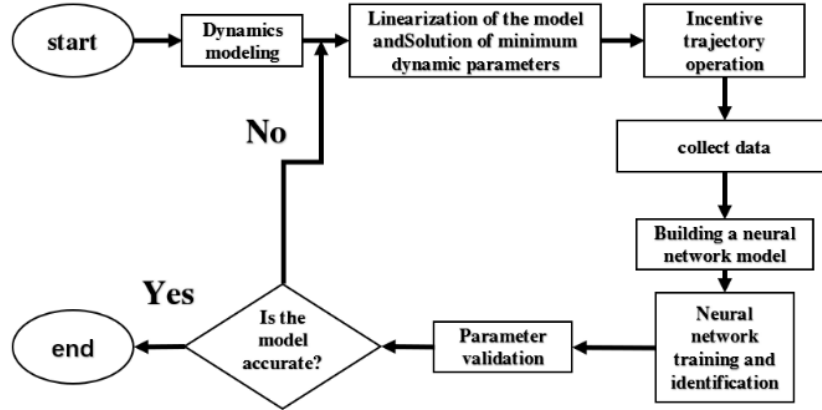 start
Dynamics
modeling
Linearization of the model
andSolution of minimum
dynamic parameters
Incentive
trajectory
operation
No
collect data
Building a neural
network model
Yes
Is the
model
accurate?
end
Parameter
validation
Neural
network
training and
identification